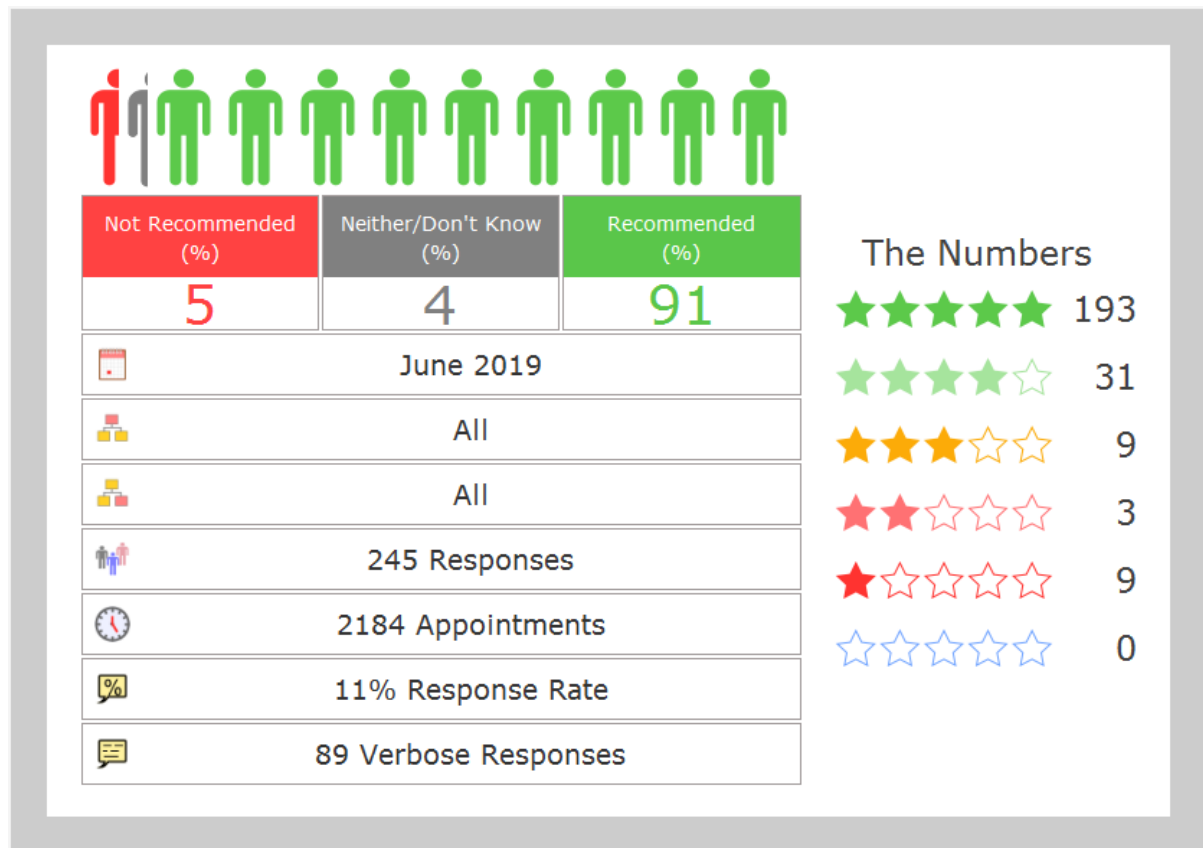 Not Recommended
(%)
Neither/Don't Know
(%)
Recommended
(%)
5
4
91
June 2019
All
All
245 Responses
2184 Appointments
%
11% Response Rate
89 Verbose Responses
The Numbers
193
31
9
3
9
0